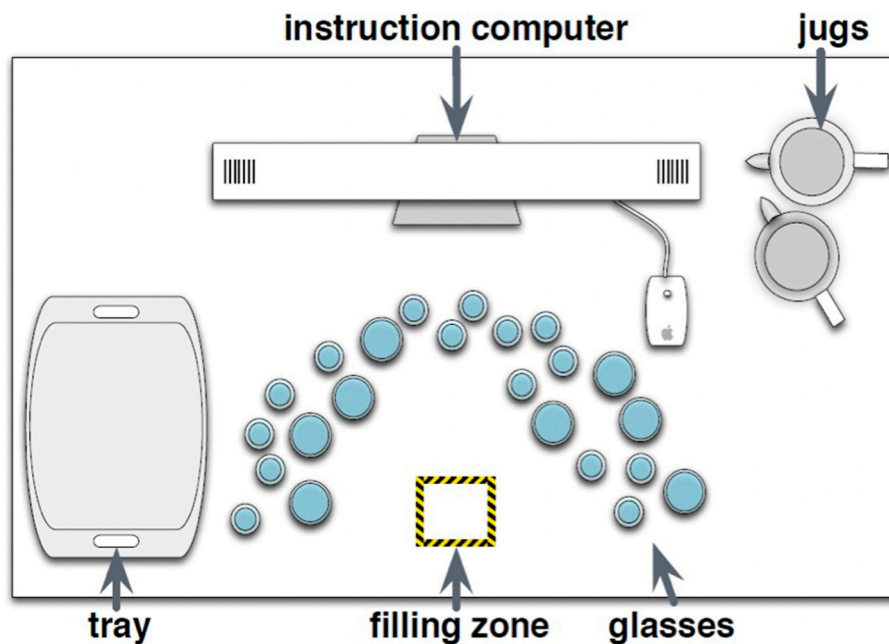 instruction computer
jugs
tray
filling zone
glasses